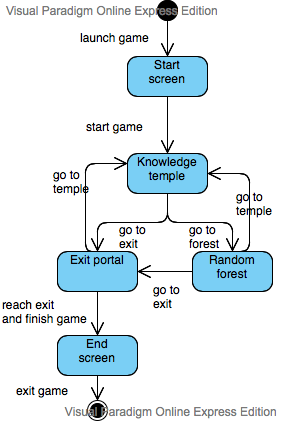 Visual Paradigm Online Express Edition
launch game
Start
screen
start game
Knowledge
temple
go to
temple
go to
temple
go to
exit
go to
forest
Exit portal
Random
forest
go to
exit
reach exit
and finish game
End
screen
exit game
Visual Paradigm Online Express Edition